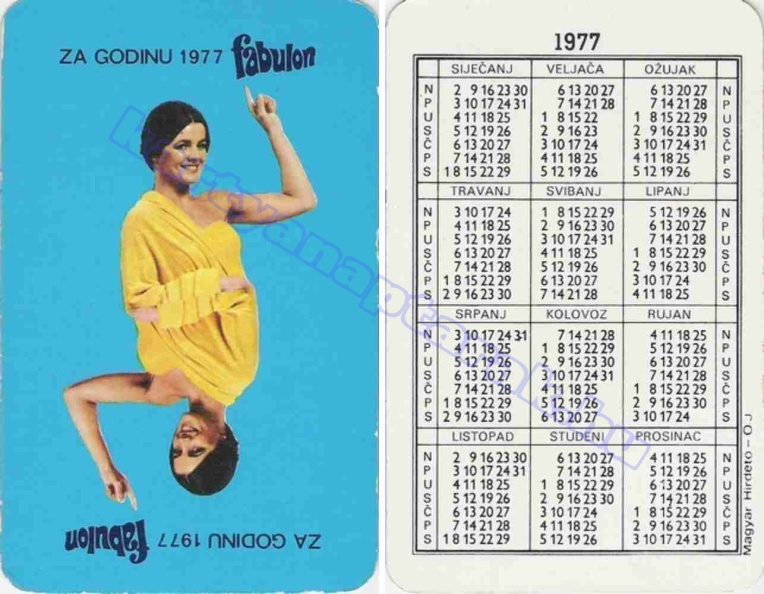 ZA GODINU 1977 fabulon
ZA GODINU 1977 fabulon
1977
SIJEČANJ VELJAČA OŽUJAK
N 2 9 16 23 30 6 13 20 27 6 13 20 27 N
P 3 10 17 24 31 7 14 21 28 7 14 21 28 P
U 4 11 18 25 1 8 15 22 1 8 15 22 29 U
S 5 12 19 26 2 9 16 23 2 9 16 23 30 S
Č 6 13 20 27 3 10 17 24 3 10 17 24 31 Č
P 7 14 21 28 4 11 18 25 4 11 18 25 P
S 1 8 15 22 29 5 12 19 26 5 12 19 26 S
TRAVANJ SVIBANJ LIPANJ
N 3 10 17 24 1 8 15 22 29 5 12 19 26 N
P 4 11 18 25 2 9 16 23 30 6 13 20 27 P
U 5 12 19 26 3 10 17 24 31 7 14 21 28 U
S 6 13 20 27 4 11 18 25 1 8 15 22 29 S
Č 7 14 21 28 5 12 19 26 2 9 16 23 30 Č
P 1 8 15 22 29 6 13 20 27 3 10 17 24 P
S 2 9 16 23 30 7 14 21 28 4 11 18 25 S
SRPANJ KOLOVOZ RUJAN
N 3 10 17 24 31 7 14 21 28 4 11 18 25 N
P 4 11 18 25 1 8 15 22 29 5 12 19 26 P
U 5 12 19 26 2 9 16 23 30 6 13 20 27 U
S 6 13 20 27 3 10 17 24 31 7 14 21 28 S
Č 7 14 21 28 4 11 18 25 1 8 15 22 29 Č
P 1 8 15 22 29 5 12 19 26 2 9 16 23 30 P
S 2 9 16 23 30 6 13 20 27 3 10 17 24 S
LISTOPAD STUDENI PROSINAC
N 2 9 16 23 30 6 13 20 27 4 11 18 25 N
P 3 10 17 24 31 7 14 21 28 5 12 19 26 P
U 4 11 18 25 1 8 15 22 29 6 13 20 27 U
S 5 12 19 26 2 9 16 23 30 7 14 21 28 S
Č 6 13 20 27 3 10 17 24 1 8 15 22 29 Č
P 7 14 21 28 4 11 18 25 2 9 16 23 30 P
S 1 8 15 22 29 5 12 19 26 3 10 17 24 31 S
Magyar Hirdető – O.J
kartyanaptarak.hu